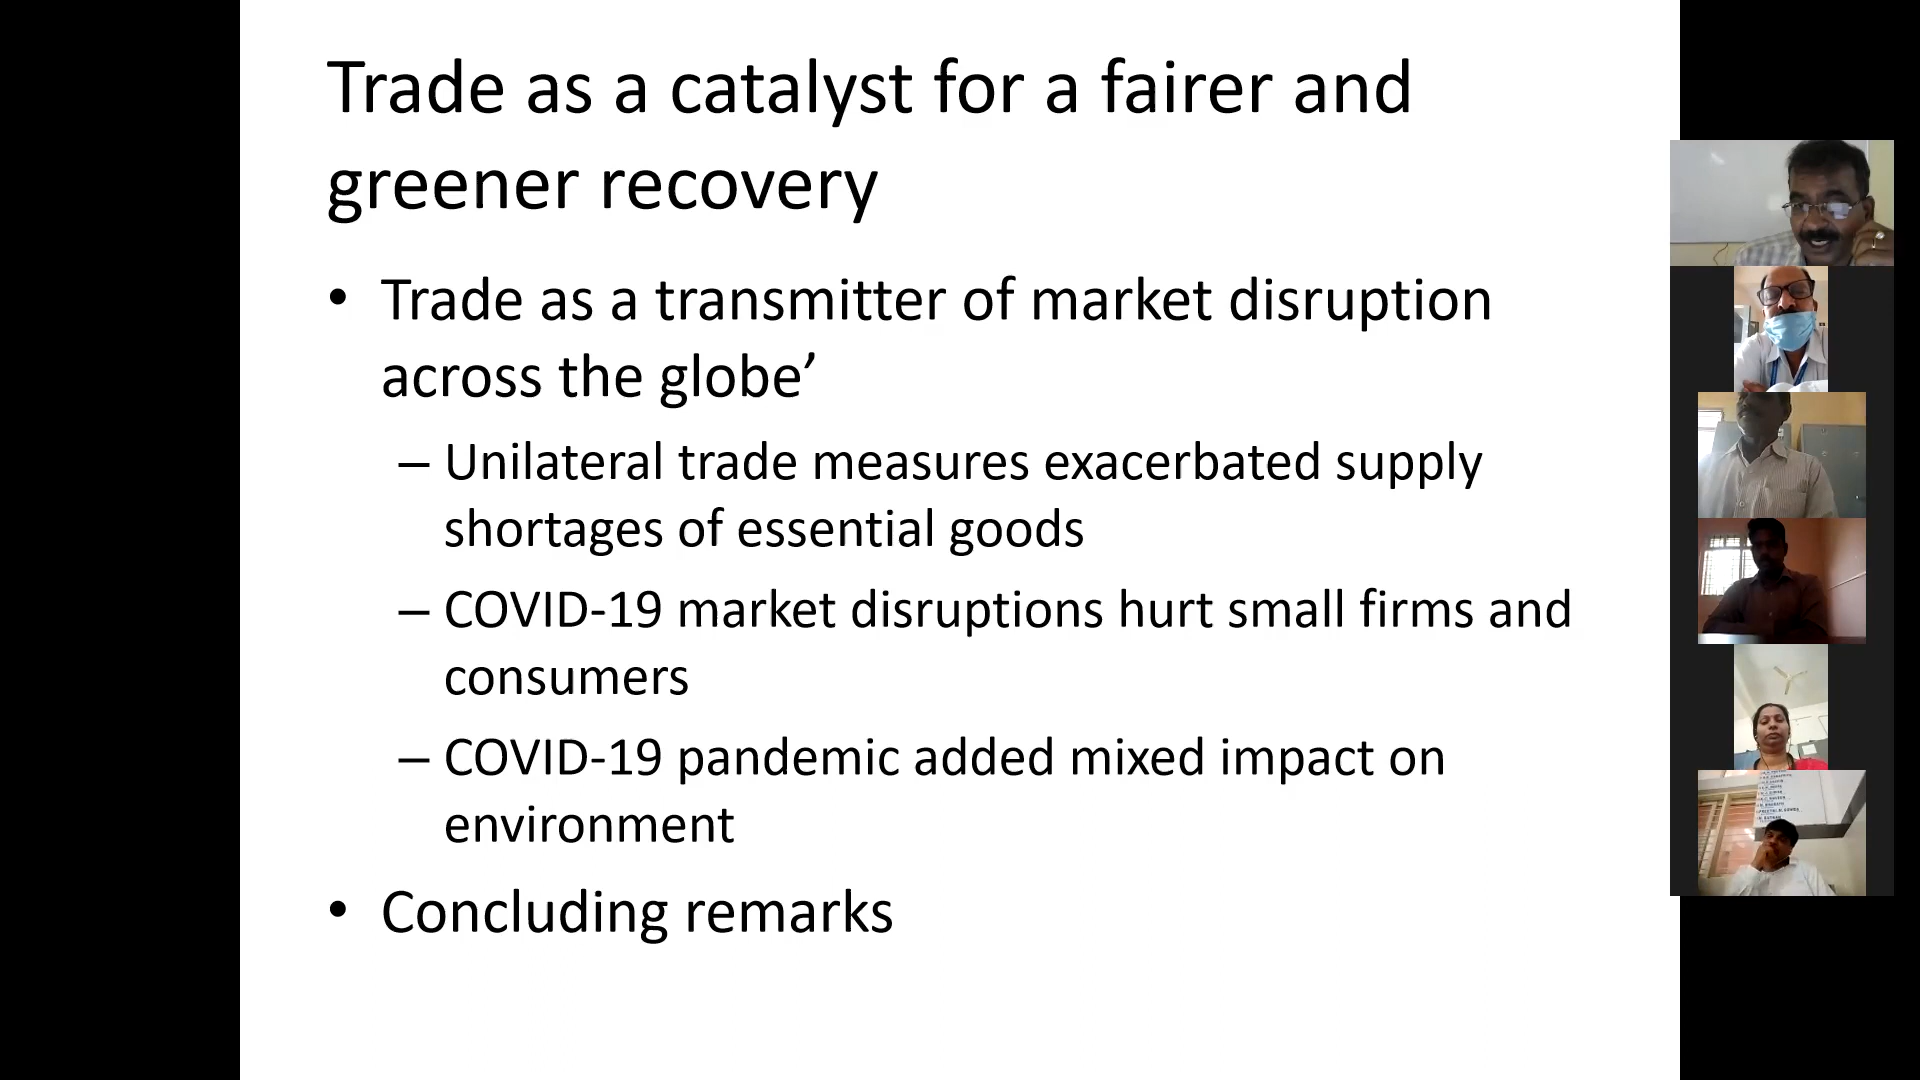 Trade as a catalyst for a fairer and
greener recovery
• Trade as a transmitter of market disruption
across the globe’
– Unilateral trade measures exacerbated supply
shortages of essential goods
– COVID-19 market disruptions hurt small firms and
consumers
– COVID-19 pandemic added mixed impact on
environment
• Concluding remarks